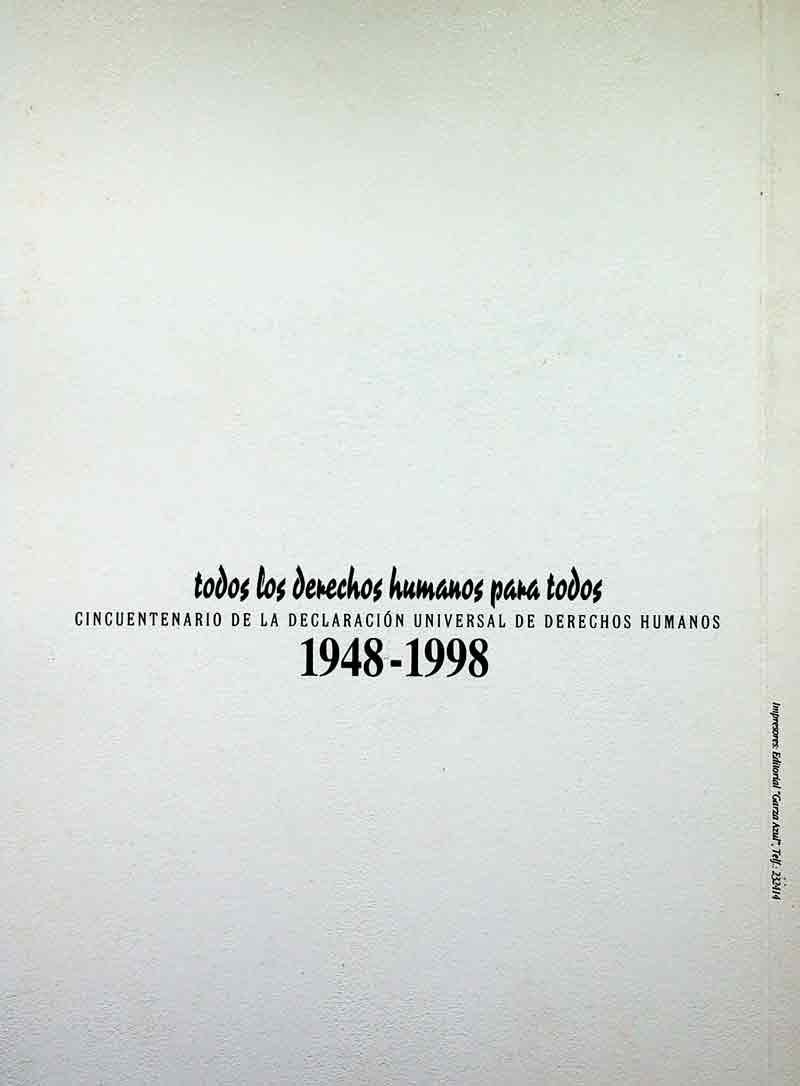 todos los derechos humanos para todos
CINCUENTENARIO DE LA DECLARACIÓN UNIVERSAL DE DERECHOS HUMANOS
1948-1998
Impresores: Editorial "Garza Azul", Telf.: 232414